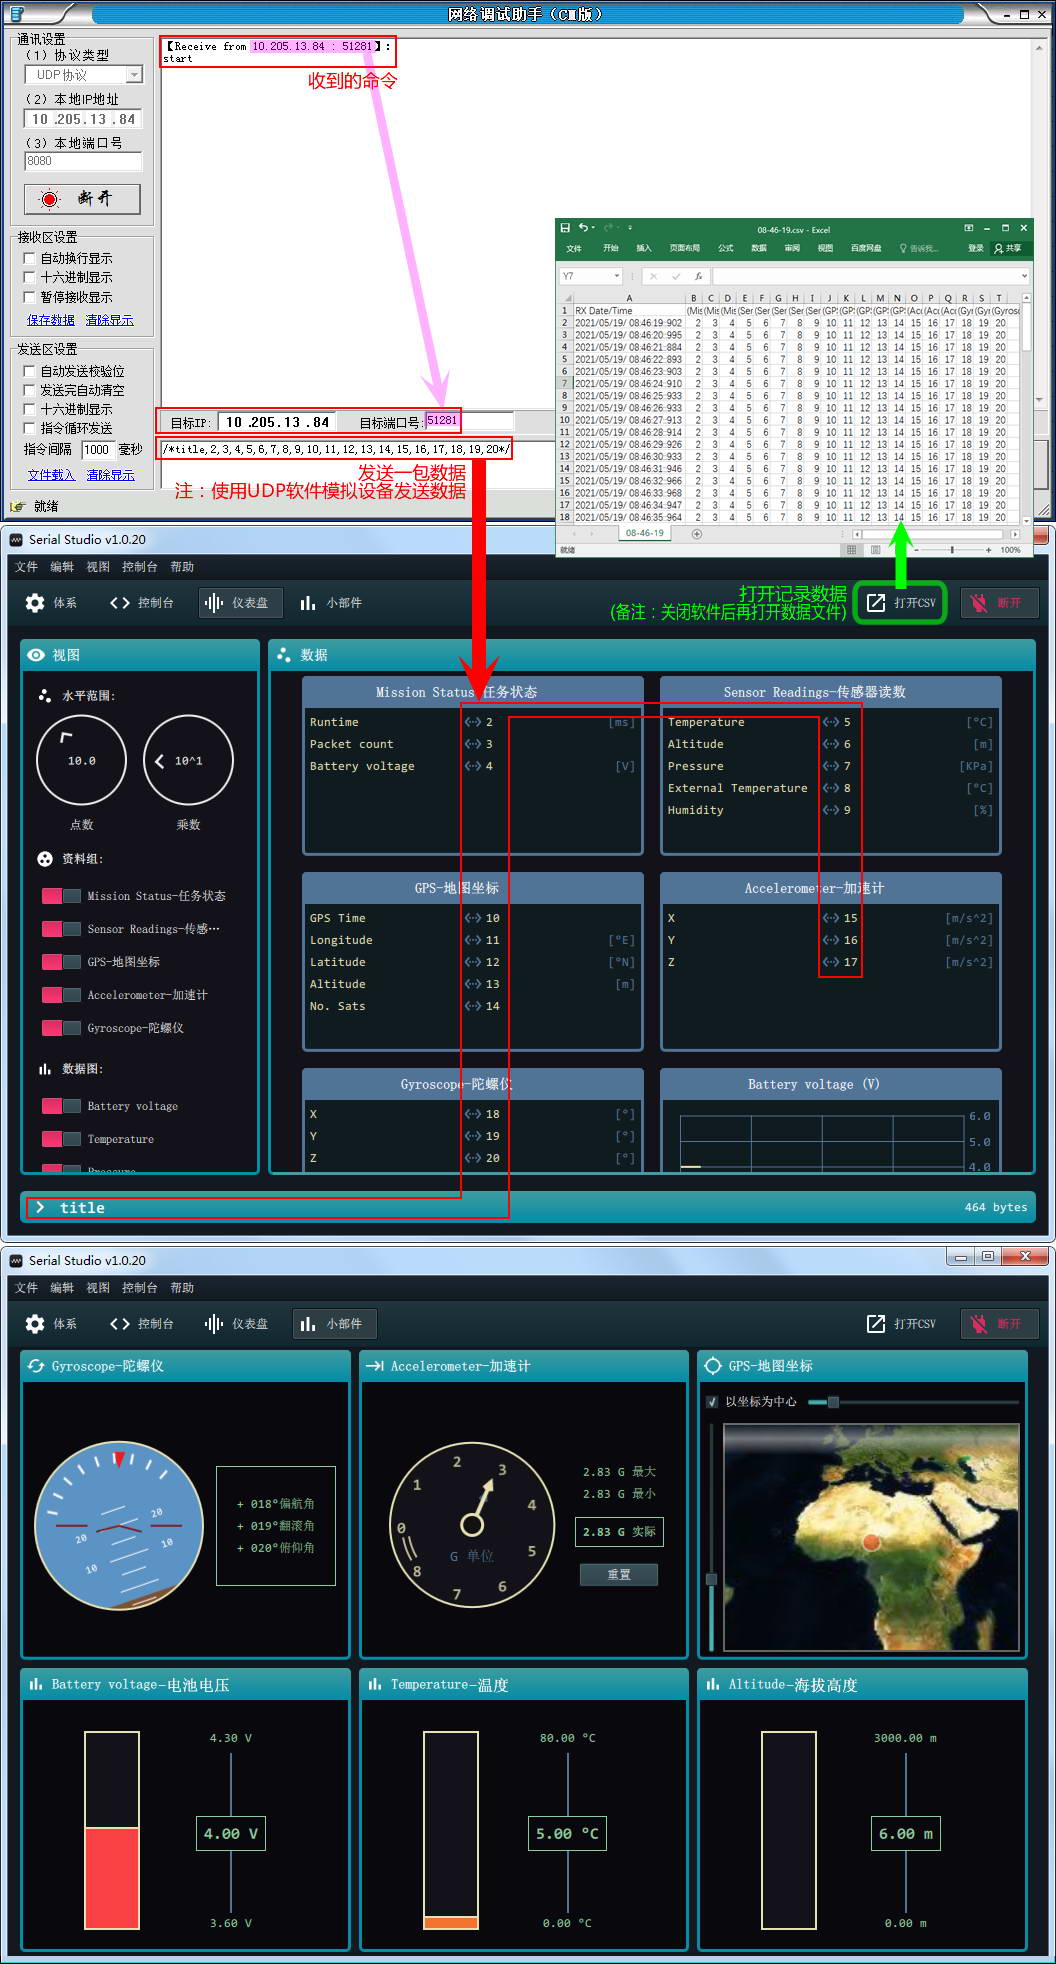 网络调试助手（CM版）
通讯设置
（1）协议类型
UDP协议
（2）本地IP地址
10 .205.13 .84
（3）本地端口号
8080
断开
接收区设置
自动换行显示
十六进制显示
暂停接收显示
保存数据 清除显示
发送区设置
自动发送校验位
发送完自动清空
十六进制显示
指令循环发送
指令间隔 1000 毫秒
文件载入 清除显示
就绪
【Receive from 10.205.13.84 : 51281】:
start
收到的命令
目标IP: 10 .205.13 .84 目标端口号: 51281
/*title,2,3,4,5,6,7,8,9,10,11,12,13,14,15,16,17,18,19,20*/
发送一包数据
注：使用UDP软件模拟设备发送数据
08-46-19.csv - Excel
文件 开始 插入 页面布局 公式 数据 审阅 视图 百度网盘 告诉我... 登录 共享
Y7 fx
A B C D E F G H I J K L M N O P Q R S T
1 RX Date/Time (Mis (Mis (Mis (Ser (Ser (Ser (Ser (Ser (GPS (GPS (GPS (GPS (GPS (Acc (Acc (Acc (Gyr (Gyr (Gyrosc
2 2021/05/19/ 08:46:19:902 2 3 4 5 6 7 8 9 10 11 12 13 14 15 16 17 18 19 20
3 2021/05/19/ 08:46:20:995 2 3 4 5 6 7 8 9 10 11 12 13 14 15 16 17 18 19 20
4 2021/05/19/ 08:46:21:884 2 3 4 5 6 7 8 9 10 11 12 13 14 15 16 17 18 19 20
5 2021/05/19/ 08:46:22:893 2 3 4 5 6 7 8 9 10 11 12 13 14 15 16 17 18 19 20
6 2021/05/19/ 08:46:23:903 2 3 4 5 6 7 8 9 10 11 12 13 14 15 16 17 18 19 20
7 2021/05/19/ 08:46:24:910 2 3 4 5 6 7 8 9 10 11 12 13 14 15 16 17 18 19 20
8 2021/05/19/ 08:46:25:933 2 3 4 5 6 7 8 9 10 11 12 13 14 15 16 17 18 19 20
9 2021/05/19/ 08:46:26:933 2 3 4 5 6 7 8 9 10 11 12 13 14 15 16 17 18 19 20
10 2021/05/19/ 08:46:27:913 2 3 4 5 6 7 8 9 10 11 12 13 14 15 16 17 18 19 20
11 2021/05/19/ 08:46:28:914 2 3 4 5 6 7 8 9 10 11 12 13 14 15 16 17 18 19 20
12 2021/05/19/ 08:46:29:926 2 3 4 5 6 7 8 9 10 11 12 13 14 15 16 17 18 19 20
13 2021/05/19/ 08:46:30:933 2 3 4 5 6 7 8 9 10 11 12 13 14 15 16 17 18 19 20
14 2021/05/19/ 08:46:31:946 2 3 4 5 6 7 8 9 10 11 12 13 14 15 16 17 18 19 20
15 2021/05/19/ 08:46:32:966 2 3 4 5 6 7 8 9 10 11 12 13 14 15 16 17 18 19 20
16 2021/05/19/ 08:46:33:968 2 3 4 5 6 7 8 9 10 11 12 13 14 15 16 17 18 19 20
17 2021/05/19/ 08:46:34:947 2 3 4 5 6 7 8 9 10 11 12 13 14 15 16 17 18 19 20
18 2021/05/19/ 08:46:35:964 2 3 4 5 6 7 8 9 10 11 12 13 14 15 16 17 18 19 20
08-46-19
就绪 100%
Serial Studio v1.0.20
文件 编辑 视图 控制台 帮助
体系 控制台 仪表盘 小部件 打开CSV 断开
打开记录数据
(备注：关闭软件后再打开数据文件)
视图
水平范围:
10.0 10^1
点数 乘数
资料组:
Mission Status-任务状态
Sensor Readings-传感…
GPS-地图坐标
Accelerometer-加速计
Gyroscope-陀螺仪
数据图:
Battery voltage
Temperature
Pressure
数据
Mission Status-任务状态
Runtime 2 [ms]
Packet count 3
Battery voltage 4 [V]
Sensor Readings-传感器读数
Temperature 5 [°C]
Altitude 6 [m]
Pressure 7 [KPa]
External Temperature 8 [°C]
Humidity 9 [%]
GPS-地图坐标
GPS Time 10
Longitude 11 [°E]
Latitude 12 [°N]
Altitude 13 [m]
No. Sats 14
Accelerometer-加速计
X 15 [m/s^2]
Y 16 [m/s^2]
Z 17 [m/s^2]
Gyroscope-陀螺仪
X 18 [°]
Y 19 [°]
Z 20 [°]
Battery voltage (V)
6.0
5.0
4.0
title 464 bytes
Serial Studio v1.0.20
文件 编辑 视图 控制台 帮助
体系 控制台 仪表盘 小部件 打开CSV 断开
Gyroscope-陀螺仪
20
20
10
10
+ 018°偏航角
+ 019°翻滚角
+ 020°俯仰角
Accelerometer-加速计
0 1 2 3 4 5 6 7 8
G 单位
2.83 G 最大
2.83 G 最小
2.83 G 实际
重置
GPS-地图坐标
以坐标为中心
Battery voltage-电池电压
4.30 V
4.00 V
3.60 V
Temperature-温度
80.00 °C
5.00 °C
0.00 °C
Altitude-海拔高度
3000.00 m
6.00 m
0.00 m